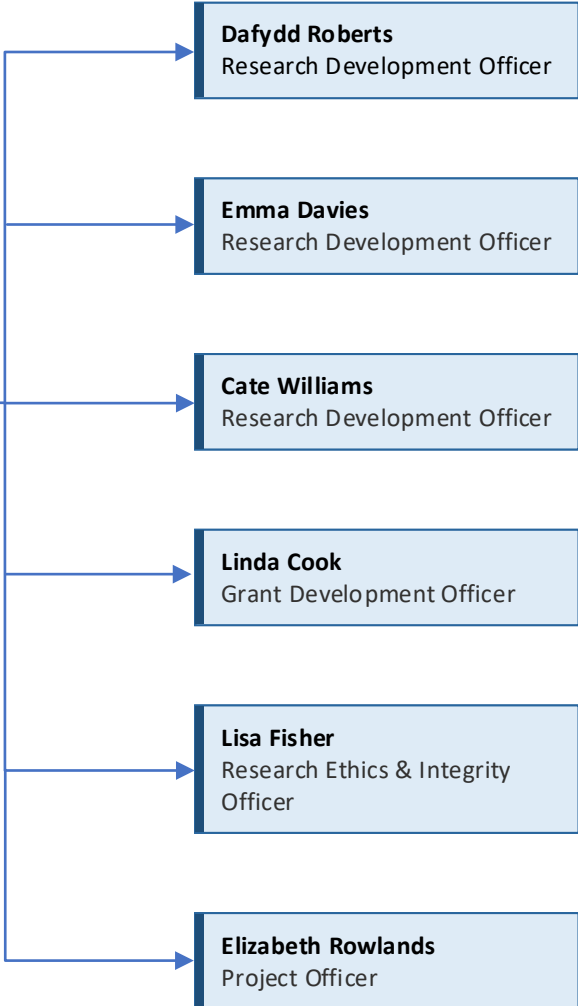 Dafydd Roberts
Research Development Officer
Emma Davies
Research Development Officer
Cate Williams
Research Development Officer
Linda Cook
Grant Development Officer
Lisa Fisher
Research Ethics & Integrity
Officer
Elizabeth Rowlands
Project Officer